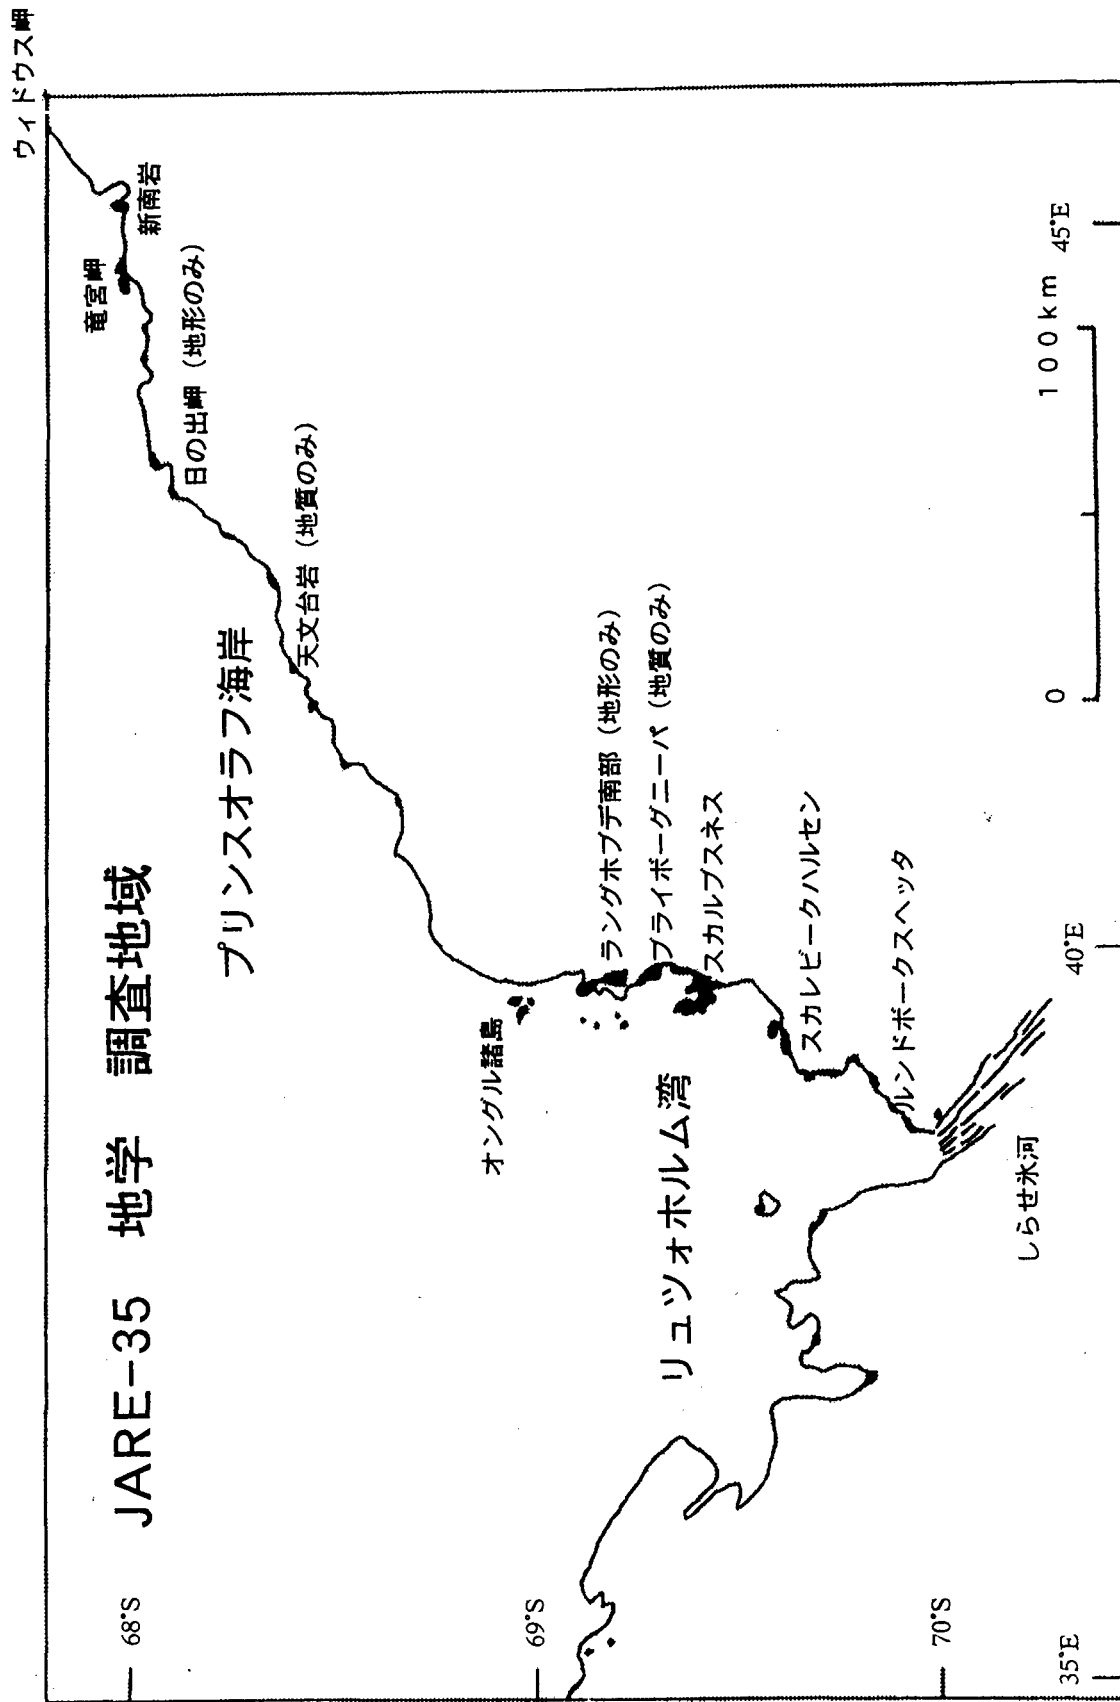 JARE-35 地学 調査地域
ウィドウス岬
新南岩
竜宮岬
日の出岬（地形のみ）
天文台岩（地質のみ）
プリンスオラフ海岸
オングル諸島
ラングホブデ南部（地形のみ）
ブライボーグニーパ（地質のみ）
スカルブスネス
スカレビークハルセン
ルンドボークスヘッタ
リュツォホルム湾
しらせ氷河
68°S
69°S
70°S
35°E
40°E
45°E
0
100km